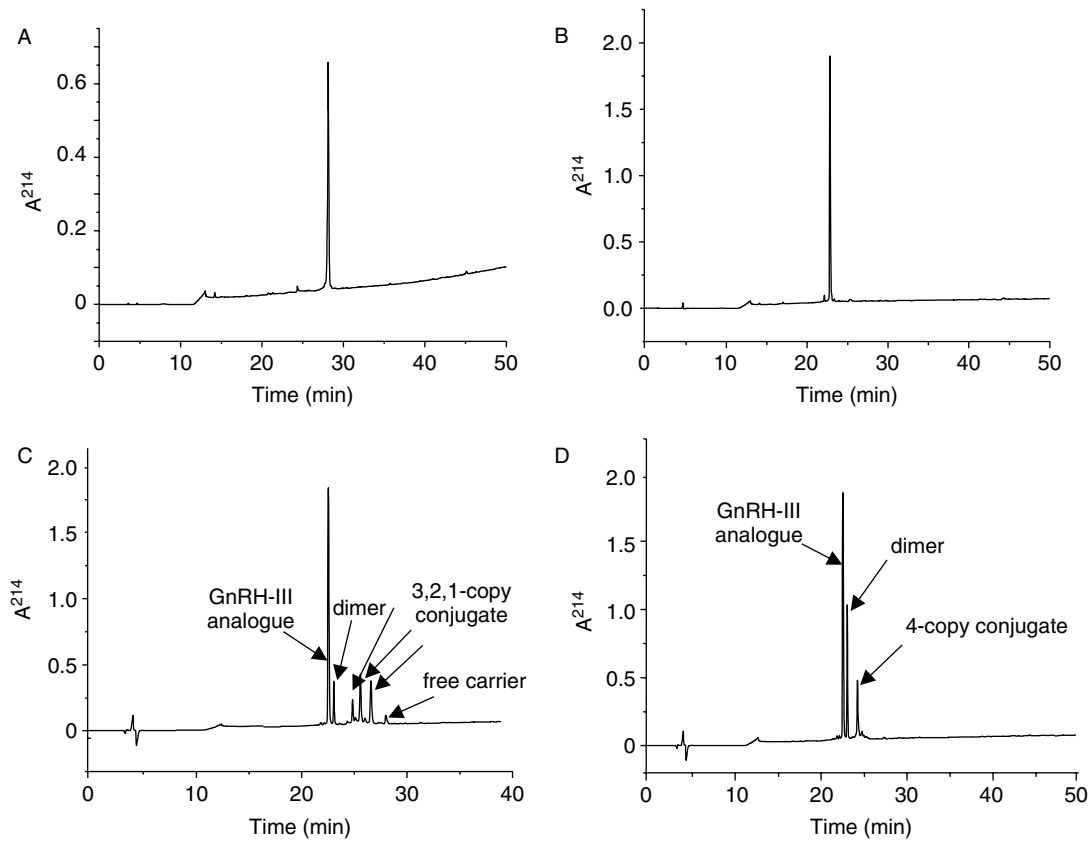 A
A²¹⁴
0.6
0.4
0.2
0
0
10
20
30
40
50
Time (min)
B
A²¹⁴
2.0
1.5
1.0
0.5
0.0
0
10
20
30
40
50
Time (min)
C
A²¹⁴
2.0
1.5
1.0
0.5
0
GnRH-III
analogue
dimer
3,2,1-copy
conjugate
free carrier
0
10
20
30
40
Time (min)
D
A²¹⁴
2.0
1.5
1.0
0.5
0
GnRH-III
analogue
dimer
4-copy conjugate
0
10
20
30
40
50
Time (min)